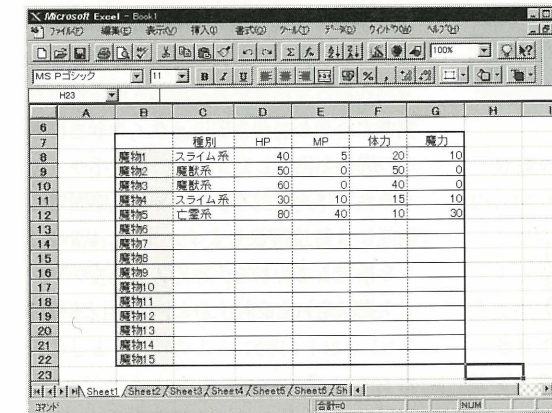 Microsoft Excel - Book1
ファイル(F) 編集(E) 表示(V) 挿入(I) 書式(O) ツール(T) データ(D) ウィンドウ(W) ヘルプ(H)
100%
MS Pゴシック 11 B I U % ,
H23
A B C D E F G H
6
7 種別 HP MP 体力 魔力
8 魔物1 スライム系 40 5 20 10
9 魔物2 魔獣系 50 0 50 0
10 魔物3 魔獣系 60 0 40 0
11 魔物4 スライム系 30 10 15 10
12 魔物5 亡霊系 80 40 10 30
13 魔物6
14 魔物7
15 魔物8
16 魔物9
17 魔物10
18 魔物11
19 魔物12
20 魔物13
21 魔物14
22 魔物15
23
Sheet1 Sheet2 Sheet3 Sheet4 Sheet5 Sheet6 Sh
コマンド 合計=0 NUM